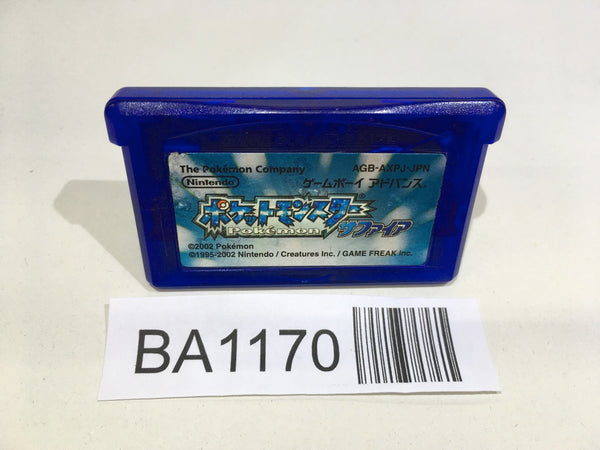 The Pokémon Company
AGB-AXPJ-JPN
Nintendo
ゲームボーイ アドバンス®
ポケットモンスター
Pokémon
サファイア
©2002 Pokémon
©1995-2002 Nintendo / Creatures Inc. / GAME FREAK inc.
BA1170